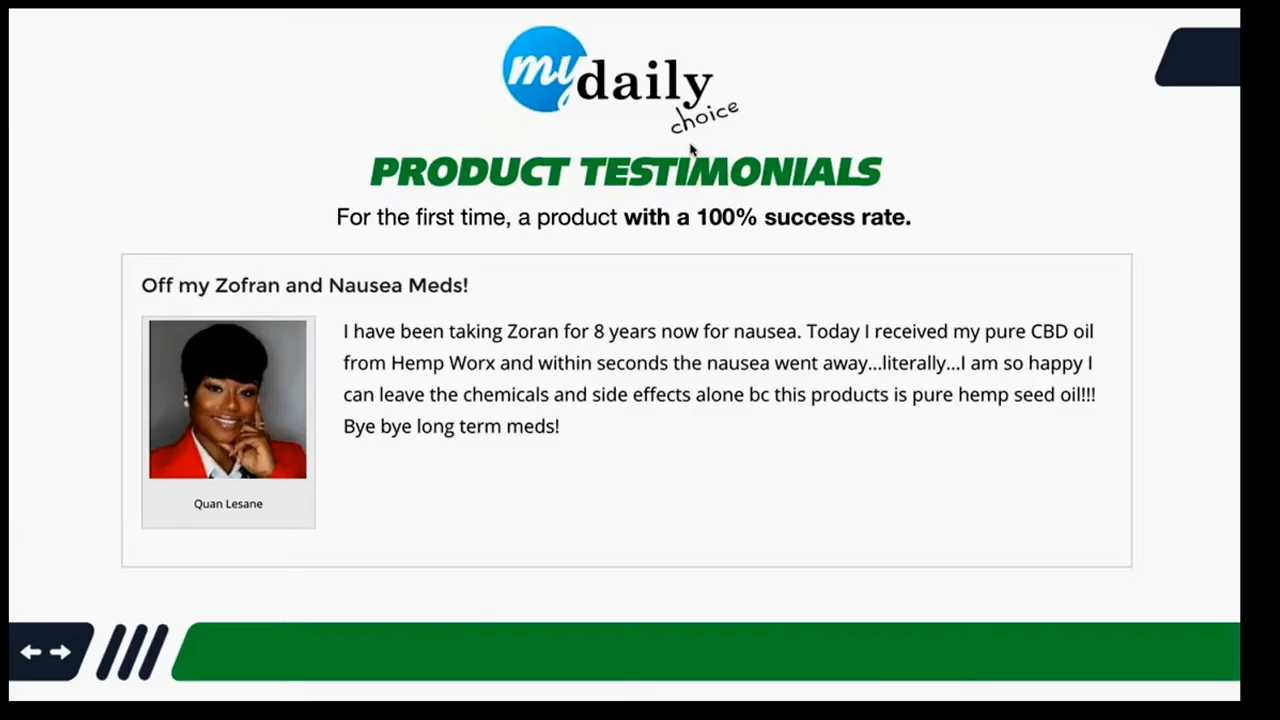 my daily
choice
PRODUCT TESTIMONIALS
For the first time, a product with a 100% success rate.
Off my Zofran and Nausea Meds!
I have been taking Zoran for 8 years now for nausea. Today I received my pure CBD oil
from Hemp Worx and within seconds the nausea went away...literally...I am so happy I
can leave the chemicals and side effects alone bc this products is pure hemp seed oil!!!
Bye bye long term meds!
Quan Lesane